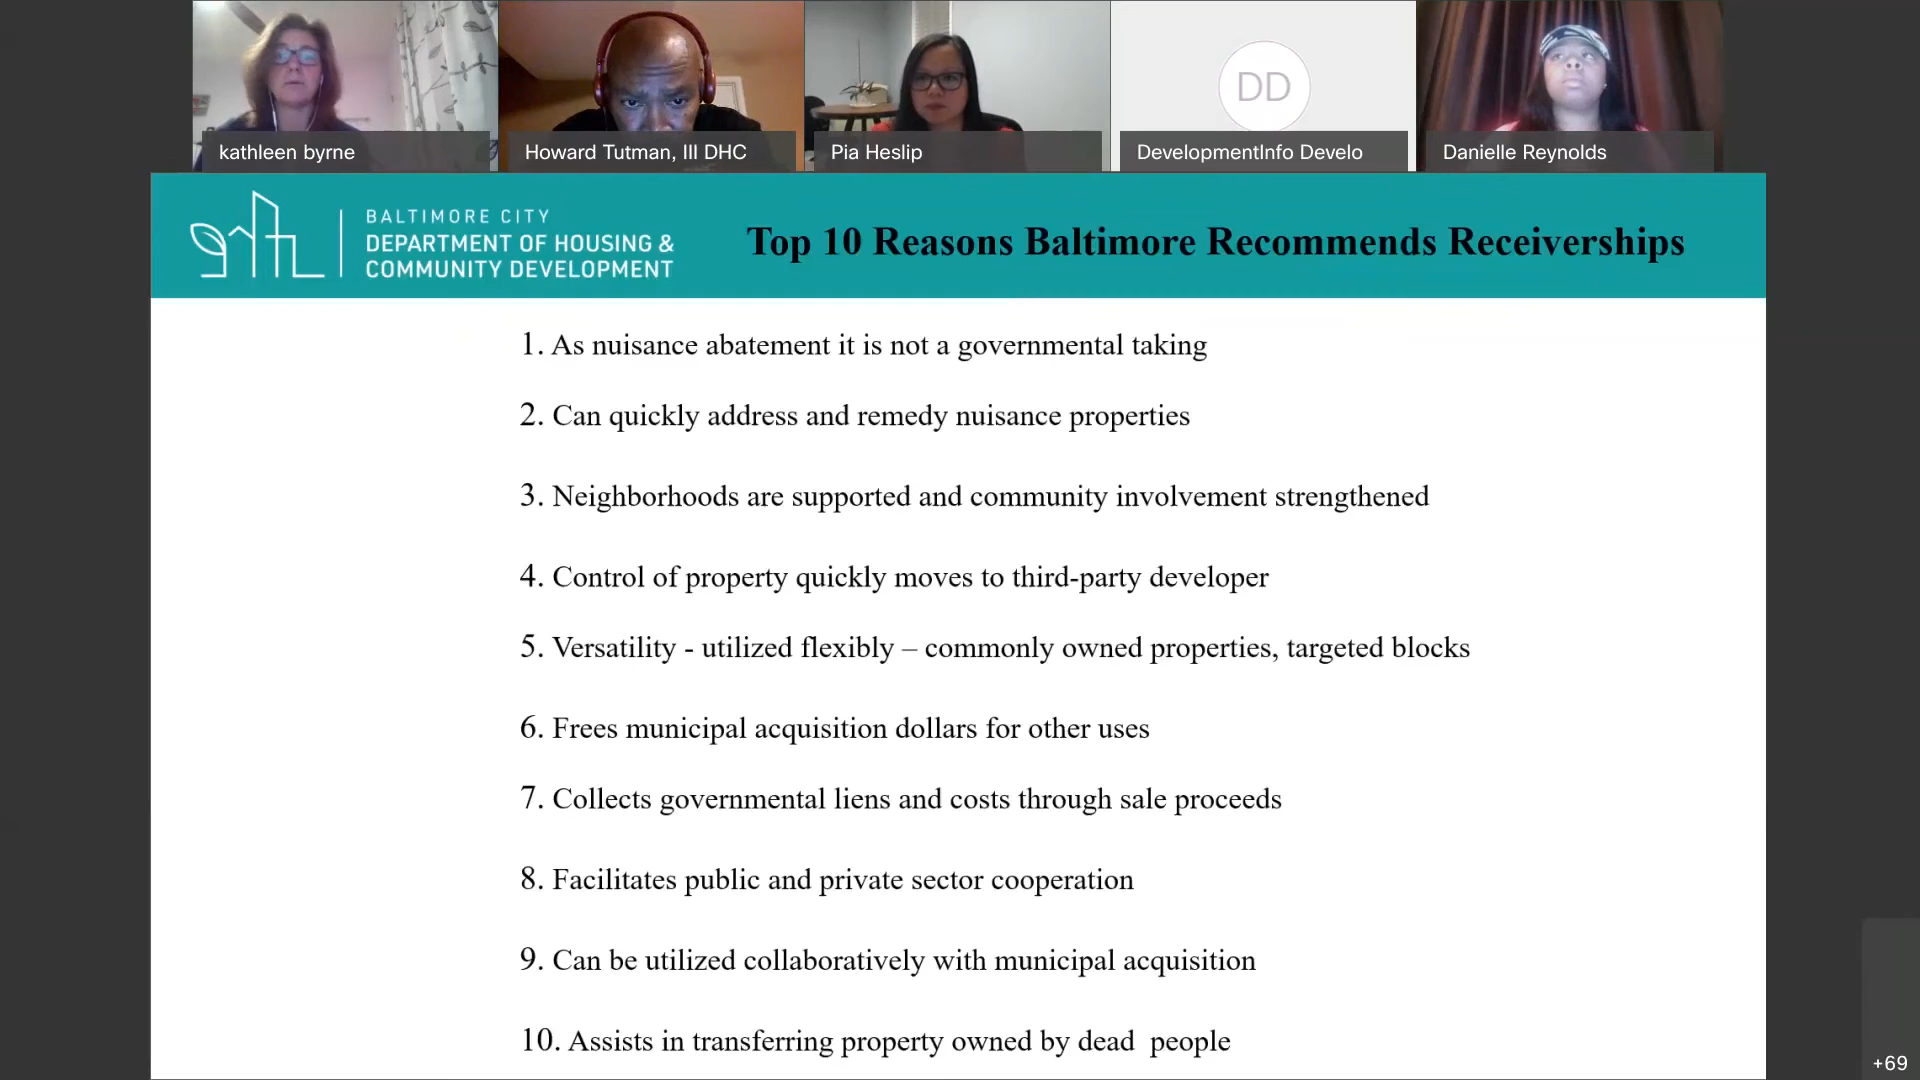 kathleen byrne
Howard Tutman, III DHC
Pia Heslip
DD
DevelopmentInfo Develo
Danielle Reynolds
BALTIMORE CITY
DEPARTMENT OF HOUSING &
COMMUNITY DEVELOPMENT
Top 10 Reasons Baltimore Recommends Receiverships
1. As nuisance abatement it is not a governmental taking
2. Can quickly address and remedy nuisance properties
3. Neighborhoods are supported and community involvement strengthened
4. Control of property quickly moves to third-party developer
5. Versatility - utilized flexibly – commonly owned properties, targeted blocks
6. Frees municipal acquisition dollars for other uses
7. Collects governmental liens and costs through sale proceeds
8. Facilitates public and private sector cooperation
9. Can be utilized collaboratively with municipal acquisition
10. Assists in transferring property owned by dead  people
+69